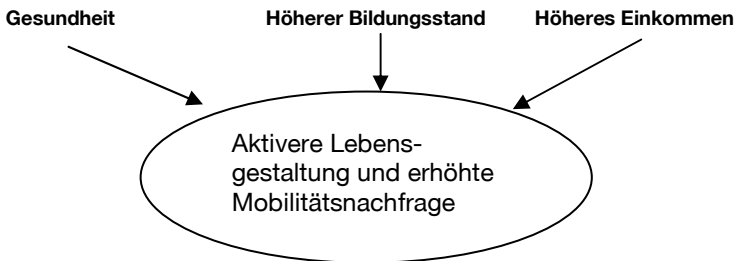 Gesundheit Höherer Bildungsstand Höheres Einkommen
Aktivere Lebens-
gestaltung und erhöhte
Mobilitätsnachfrage